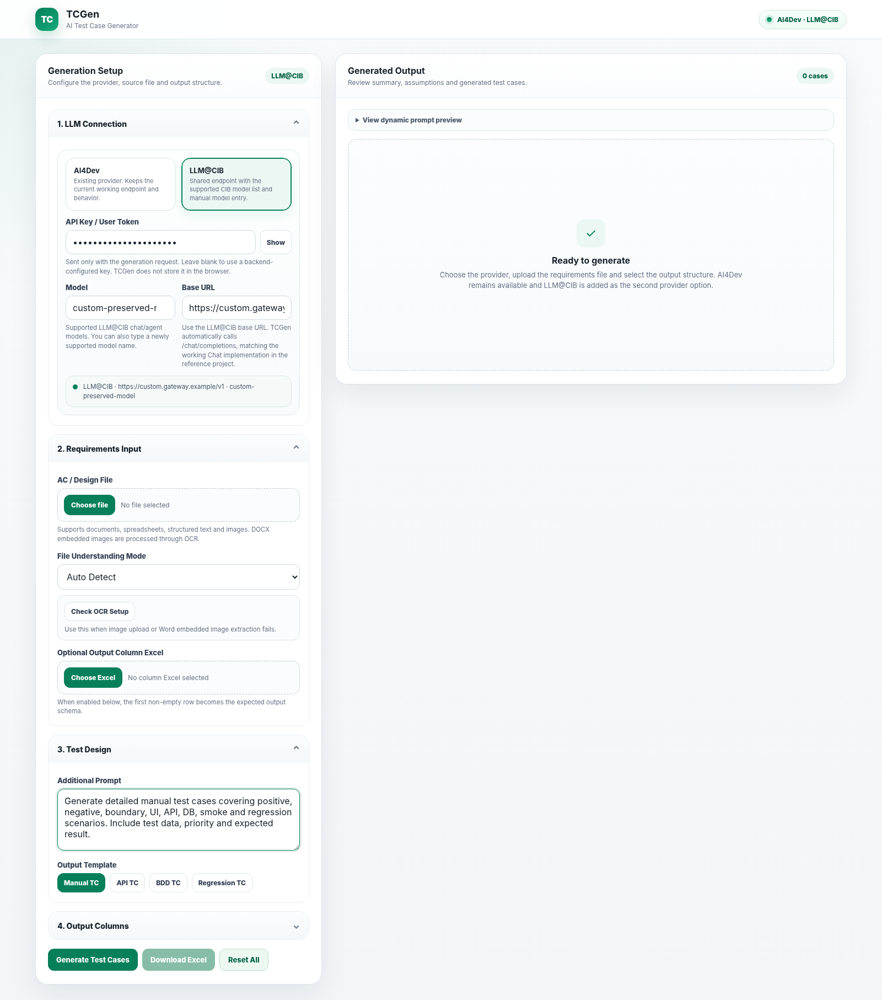 TC
TCGen
AI Test Case Generator
AI4Dev · LLM@CIB
Generation Setup
Configure the provider, source file and output structure.
LLM@CIB
1. LLM Connection
AI4Dev
Existing provider. Keeps the
current working endpoint and
behavior.
LLM@CIB
Shared endpoint with the
supported CIB model list and
manual model entry.
API Key / User Token
•••••••••••••••••••••
Show
Sent only with the generation request. Leave blank to use a backend-
configured key. TCGen does not store it in the browser.
Model
custom-preserved-
Supported LLM@CIB chat/agent
models. You can also type a newly
supported model name.
Base URL
https://custom.gateway
Use the LLM@CIB base URL. TCGen
automatically calls
/chat/completions, matching the
working Chat implementation in the
reference project.
LLM@CIB · https://custom.gateway.example/v1 · custom-
preserved-model
2. Requirements Input
AC / Design File
Choose file
No file selected
Supports documents, spreadsheets, structured text and images. DOCX
embedded images are processed through OCR.
File Understanding Mode
Auto Detect
Check OCR Setup
Use this when image upload or Word embedded image extraction fails.
Optional Output Column Excel
Choose Excel
No column Excel selected
When enabled below, the first non-empty row becomes the expected output
schema.
3. Test Design
Additional Prompt
Generate detailed manual test cases covering positive,
negative, boundary, UI, API, DB, smoke and regression
scenarios. Include test data, priority and expected
result.
Output Template
Manual TC
API TC
BDD TC
Regression TC
4. Output Columns
Generate Test Cases
Download Excel
Reset All
Generated Output
Review summary, assumptions and generated test cases.
0 cases
View dynamic prompt preview
Ready to generate
Choose the provider, upload the requirements file and select the output structure. AI4Dev
remains available and LLM@CIB is added as the second provider option.